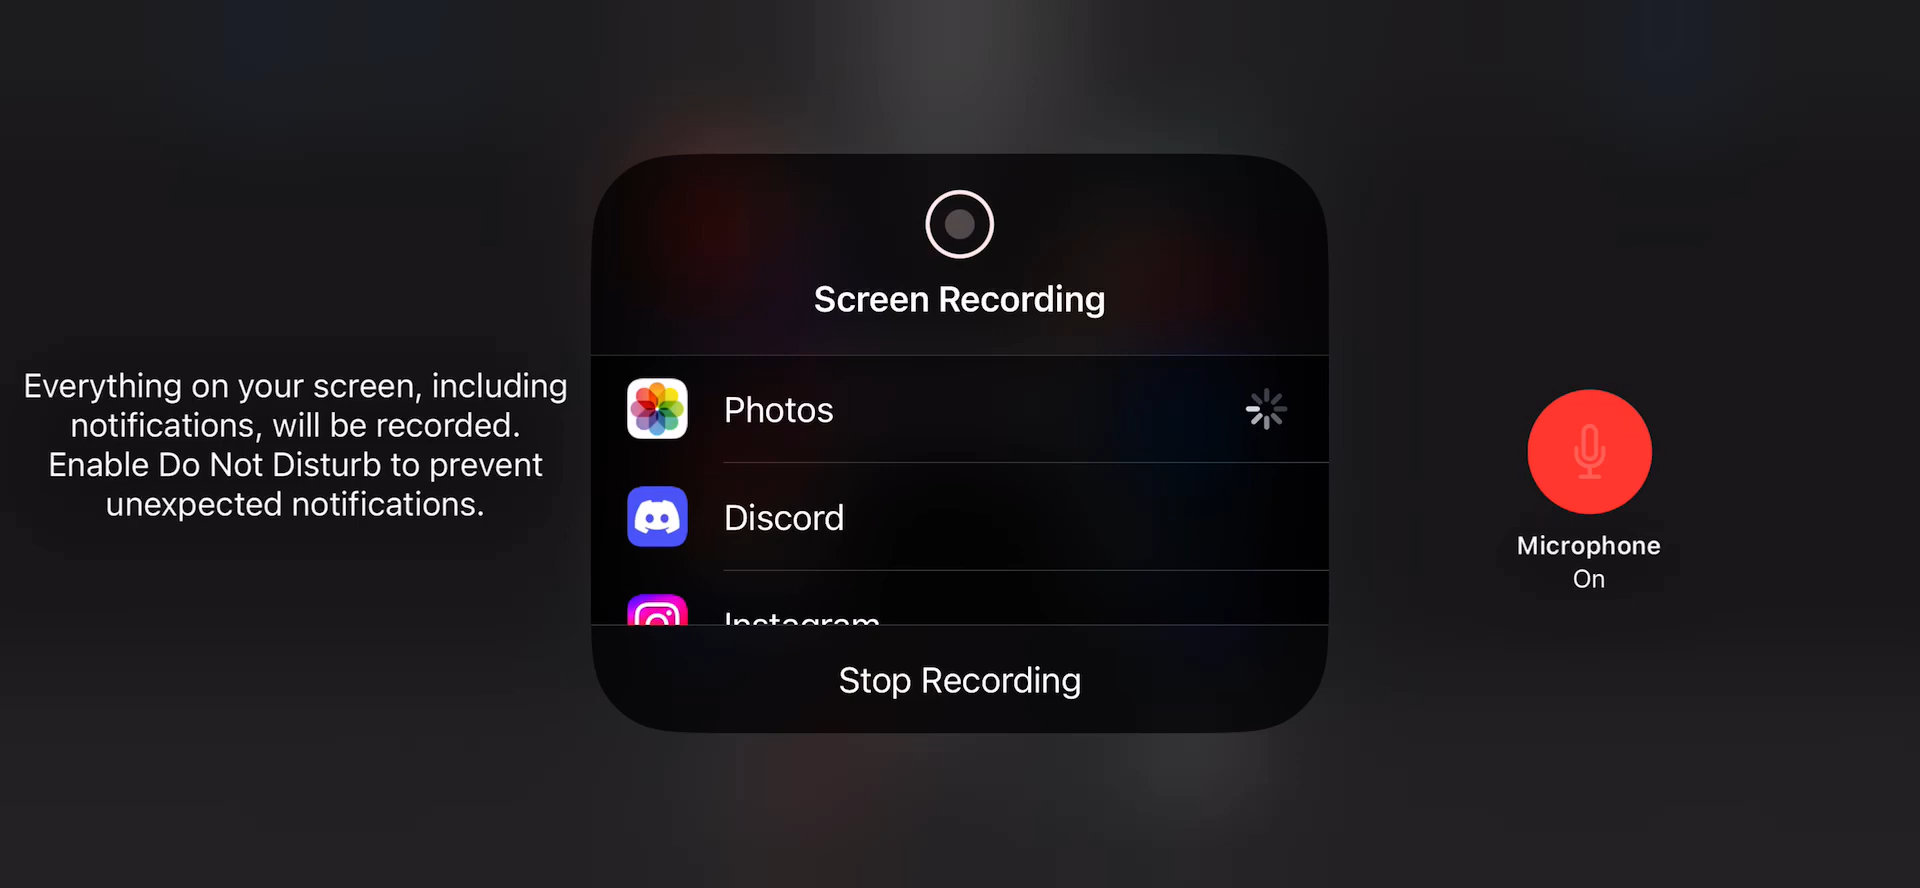 Everything on your screen, including
notifications, will be recorded.
Enable Do Not Disturb to prevent
unexpected notifications.
Screen Recording
Photos
Discord
Instagram
Stop Recording
Microphone
On